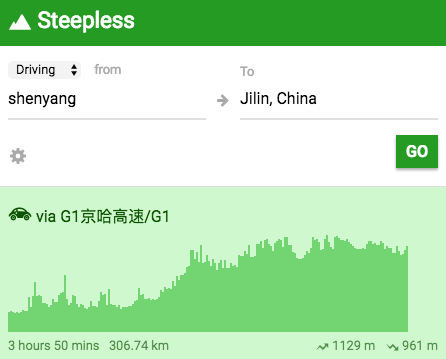 Steepless
Driving from To
shenyang Jilin, China
GO
via G1京哈高速/G1
3 hours 50 mins 306.74 km 1129 m 961 m